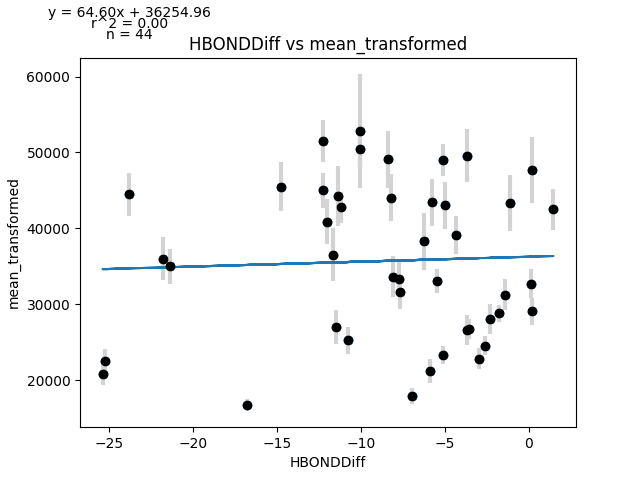 y = 64.60x + 36254.96
r^2 = 0.00
n = 44
HBONDDiff vs mean_transformed
60000
50000
40000
30000
20000
mean_transformed
−25
−20
−15
−10
−5
0
HBONDDiff